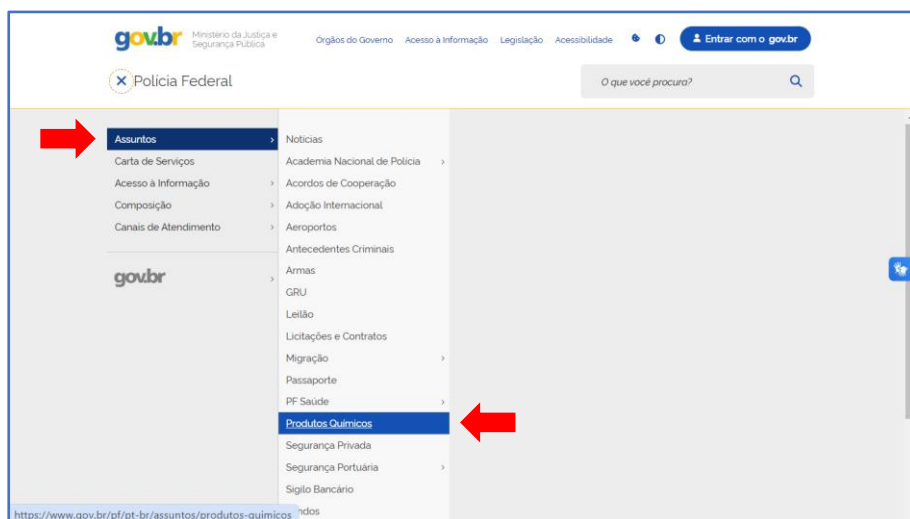 gov.br
Ministério da Justiça e
Segurança Pública
Órgãos do Governo Acesso à Informação Legislação Acessibilidade
Entrar com o gov.br
Polícia Federal
O que você procura?
Assuntos
Carta de Serviços
Acesso à Informação
Composição
Canais de Atendimento
gov.br
Notícias
Academia Nacional de Polícia
Acordos de Cooperação
Adoção Internacional
Aeroportos
Antecedentes Criminais
Armas
GRU
Leilão
Licitações e Contratos
Migração
Passaporte
PF Saúde
Produtos Químicos
Segurança Privada
Segurança Portuária
Sigilo Bancário
https://www.gov.br/pf/pt-br/assuntos/produtos-quimicos